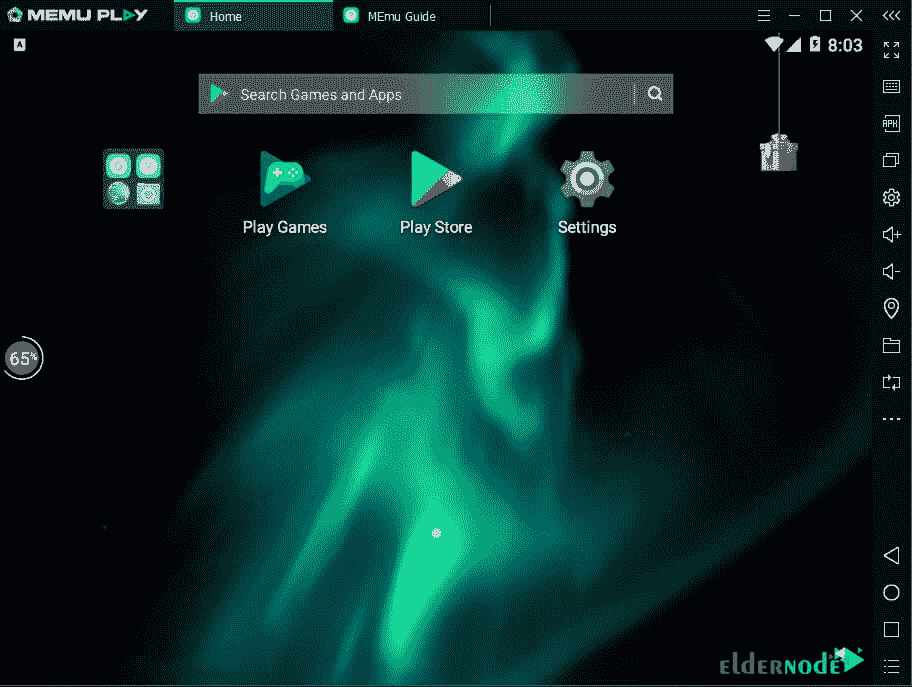 MEMU PLAY
Home
MEmu Guide
A
8:03
Search Games and Apps
APK
Play Games
Play Store
Settings
65%
elderNODE